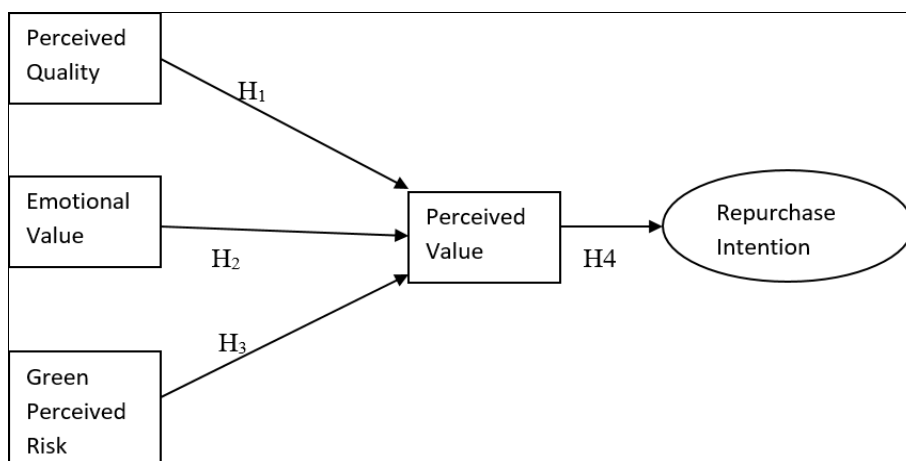 Perceived
Quality
H₁
Emotional
Value
H₂
Green
Perceived
Risk
H₃
Perceived
Value
H4
Repurchase
Intention